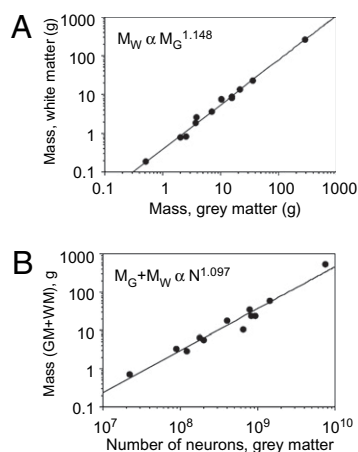 A
M_W α M_G^1.148
Mass, white matter (g)
1000
100
10
1
0.1
0.1 1 10 100 1000
Mass, grey matter (g)
B
M_G+M_W α N^1.097
Mass (GM+WM), g
1000
100
10
1
0.1
10^7 10^8 10^9 10^10
Number of neurons, grey matter